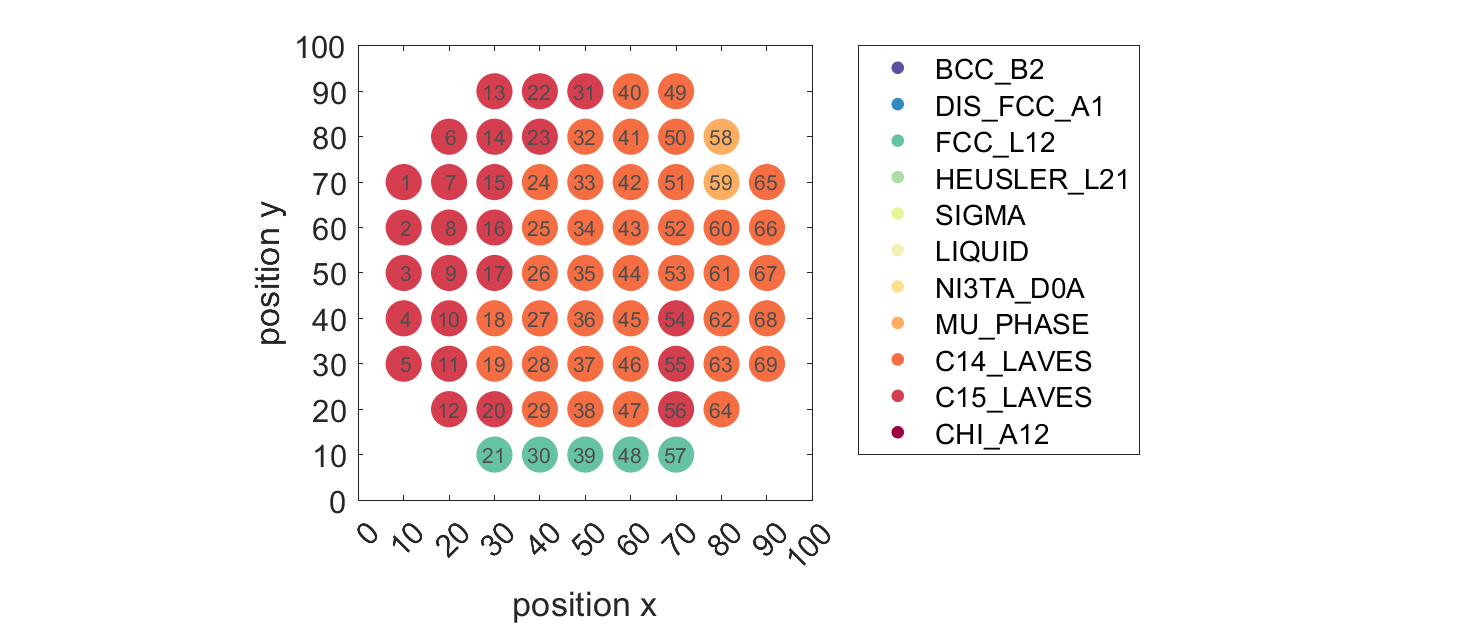 100
90
80
70
60
50
40
30
20
10
0
position y
13 22 31 40 49
6 14 23 32 41 50 58
1 7 15 24 33 42 51 59 65
2 8 16 25 34 43 52 60 66
3 9 17 26 35 44 53 61 67
4 10 18 27 36 45 54 62 68
5 11 19 28 37 46 55 63 69
12 20 29 38 47 56 64
21 30 39 48 57
0 10 20 30 40 50 60 70 80 90 100
position x
BCC_B2
DIS_FCC_A1
FCC_L12
HEUSLER_L21
SIGMA
LIQUID
NI3TA_D0A
MU_PHASE
C14_LAVES
C15_LAVES
CHI_A12